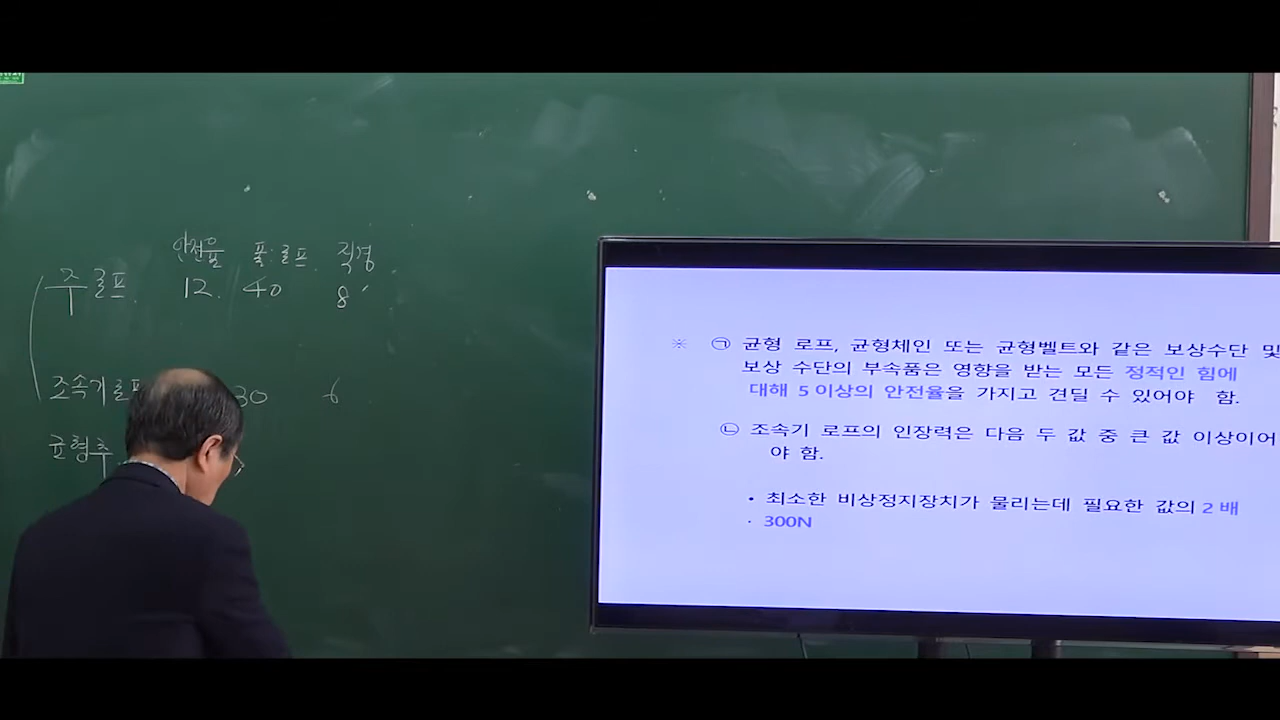 안전율 풀:로프 직경
주로프 12. 40 8
조속기로프 30 6
균형추
※ ㉠ 균형 로프, 균형체인 또는 균형벨트와 같은 보상수단 및
보상 수단의 부속품은 영향을 받는 모든 정적인 힘에
대해 5 이상의 안전율을 가지고 견딜 수 있어야 함.
㉡ 조속기 로프의 인장력은 다음 두 값 중 큰 값 이상이어
야 함.
• 최소한 비상정지장치가 물리는데 필요한 값의 2 배
· 300N